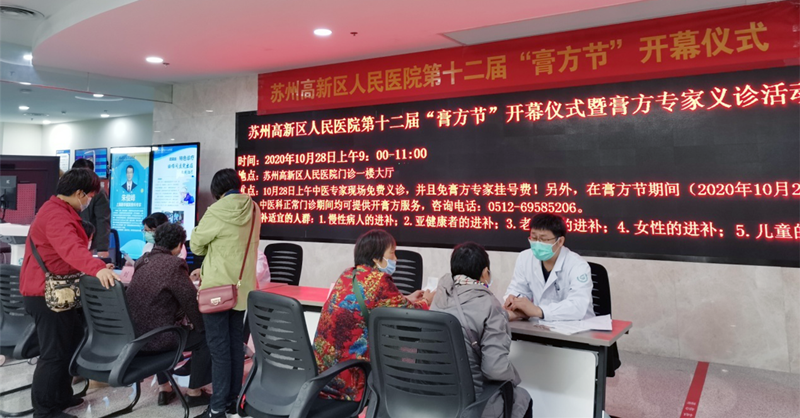 苏州高新区人民医院第十二届“膏方节”开幕仪式
苏州高新区人民医院第十二届“膏方节”开幕仪式暨膏方专家义诊活动
时间：2020年10月28日上午9：00-11:00
地点：苏州高新区人民医院门诊一楼大厅
点：10月28日上午中医专家现场免费义诊，并且免膏方专家挂号费！另外，在膏方节期间（2020年10月2
中医科正常门诊期间均可提供膏方服务，咨询电话：0512-69585206。
补适宜的人群：1.慢性病人的进补；2.亚健康者的进补；3.老 的进补；4.女性的进补；5.儿童的